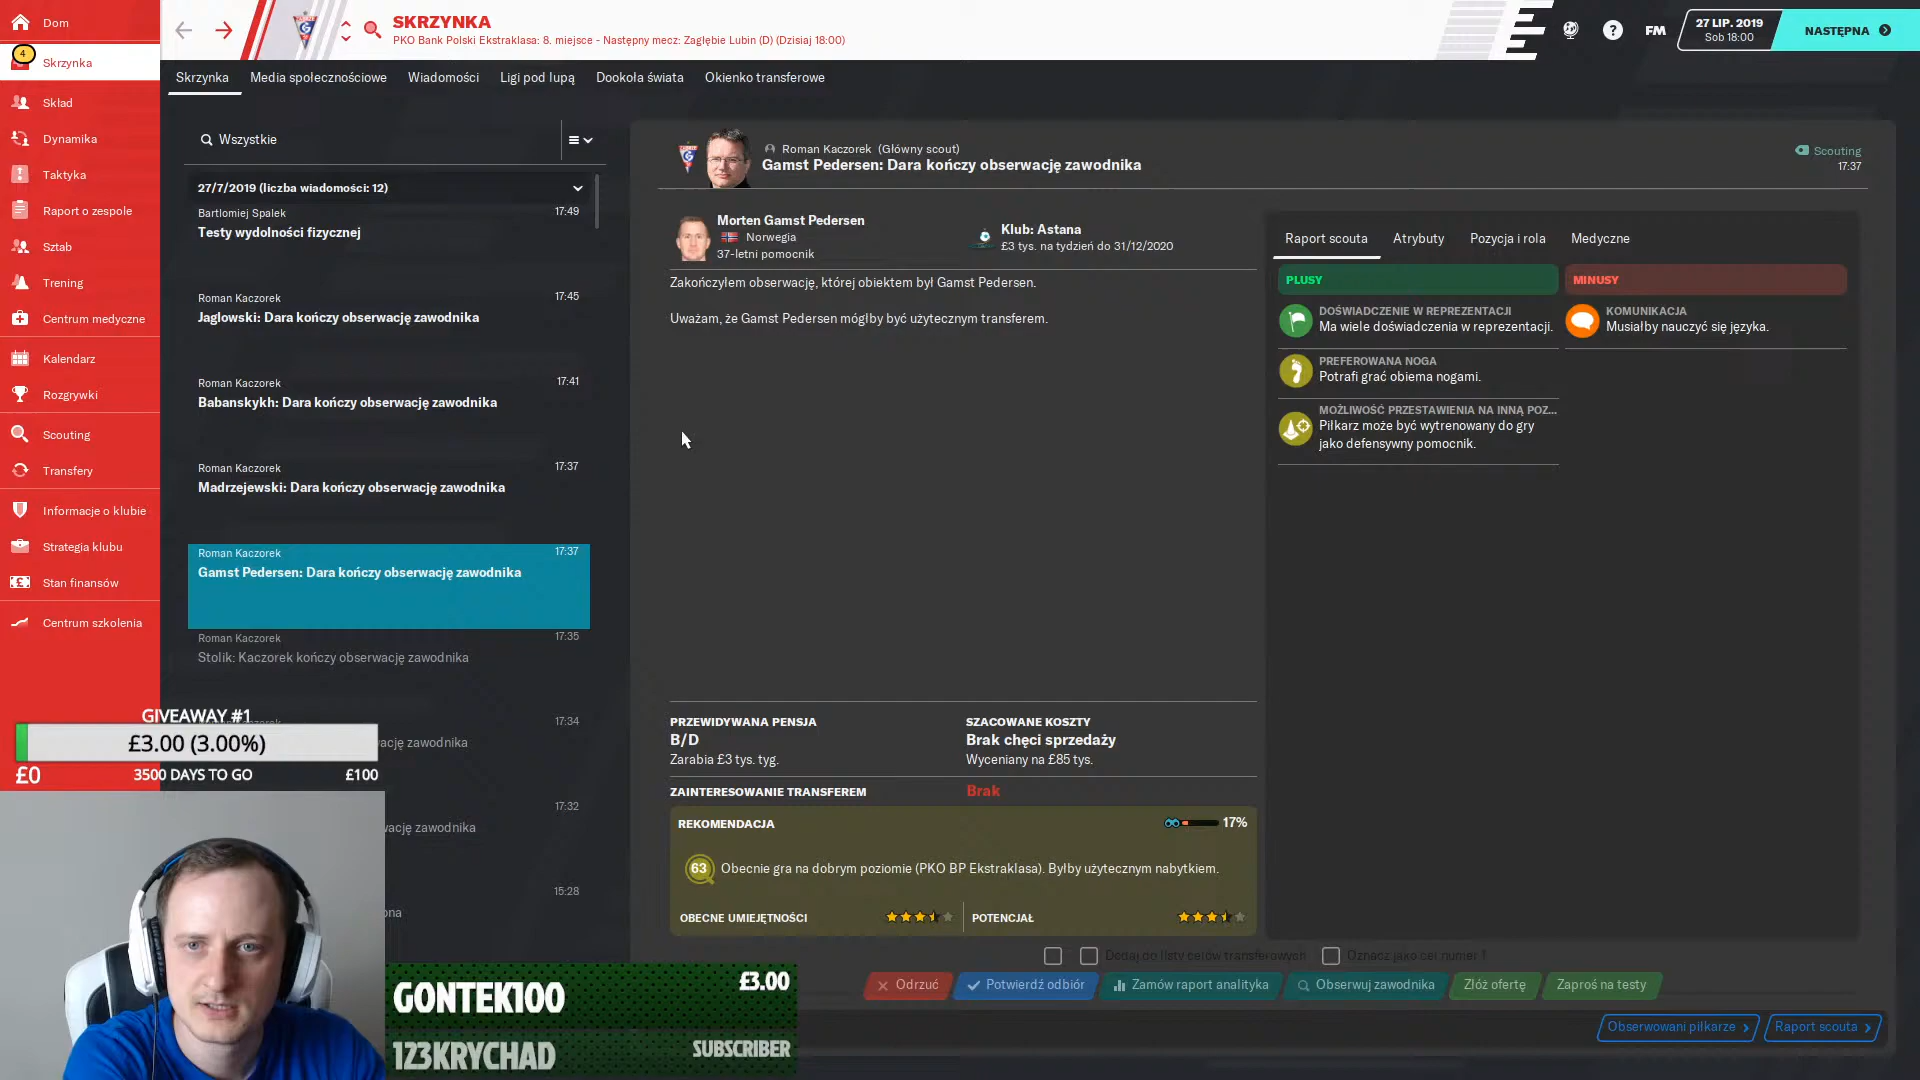 Dom
4
Skrzynka
Skład
Dynamika
Taktyka
Raport o zespole
Sztab
Trening
Centrum medyczne
Kalendarz
Rozgrywki
Scouting
Transfery
Informacje o klubie
Strategia klubu
Stan finansów
Centrum szkolenia
SKRZYNKA
PKO Bank Polski Ekstraklasa: 8. miejsce - Następny mecz: Zagłębie Lubin (D) (Dzisiaj 18:00)
FM
27 LIP. 2019
Sob 18:00
NASTĘPNA
Skrzynka
Media społecznościowe
Wiadomości
Ligi pod lupą
Dookoła świata
Okienko transferowe
Wszystkie
27/7/2019 (liczba wiadomości: 12)
Bartłomiej Spalek
17:49
Testy wydolności fizycznej
Roman Kaczorek
17:45
Jagłowski: Dara kończy obserwację zawodnika
Roman Kaczorek
17:41
Babanskykh: Dara kończy obserwację zawodnika
Roman Kaczorek
17:37
Madrzejewski: Dara kończy obserwację zawodnika
Roman Kaczorek
17:37
Gamst Pedersen: Dara kończy obserwację zawodnika
Roman Kaczorek
17:35
Stolik: Kaczorek kończy obserwację zawodnika
17:34
zawodnika
17:32
zawodnika
15:28
Roman Kaczorek (Główny scout)
Gamst Pedersen: Dara kończy obserwację zawodnika
Scouting
17:37
Morten Gamst Pedersen
Norwegia
37-letni pomocnik
Klub: Astana
£3 tys. na tydzień do 31/12/2020
Zakończyłem obserwację, której obiektem był Gamst Pedersen.
Uważam, że Gamst Pedersen mógłby być użytecznym transferem.
PRZEWIDYWANA PENSJA
B/D
Zarabia £3 tys. tyg.
SZACOWANE KOSZTY
Brak chęci sprzedaży
Wyceniany na £85 tys.
ZAINTERESOWANIE TRANSFEREM
Brak
REKOMENDACJA
17%
63
Obecnie gra na dobrym poziomie (PKO BP Ekstraklasa). Byłby użytecznym nabytkiem.
OBECNE UMIEJĘTNOŚCI
POTENCJAŁ
Raport scouta
Atrybuty
Pozycja i rola
Medyczne
PLUSY
DOŚWIADCZENIE W REPREZENTACJI
Ma wiele doświadczenia w reprezentacji.
PREFEROWANA NOGA
Potrafi grać obiema nogami.
MOŻLIWOŚĆ PRZESTAWIENIA NA INNĄ POZ...
Piłkarz może być wytrenowany do gry
jako defensywny pomocnik.
MINUSY
KOMUNIKACJA
Musiałby nauczyć się języka.
Dodaj do listy celów transferowych
Oznacz jako cel numer 1
Odrzuć
Potwierdź odbiór
Zamów raport analityka
Obserwuj zawodnika
Złóż ofertę
Zaproś na testy
Obserwowani piłkarze
Raport scouta
GIVEAWAY #1
£3.00 (3.00%)
£0
3500 DAYS TO GO
£100
GONTEK100
£3.00
123KRYCHAD
SUBSCRIBER